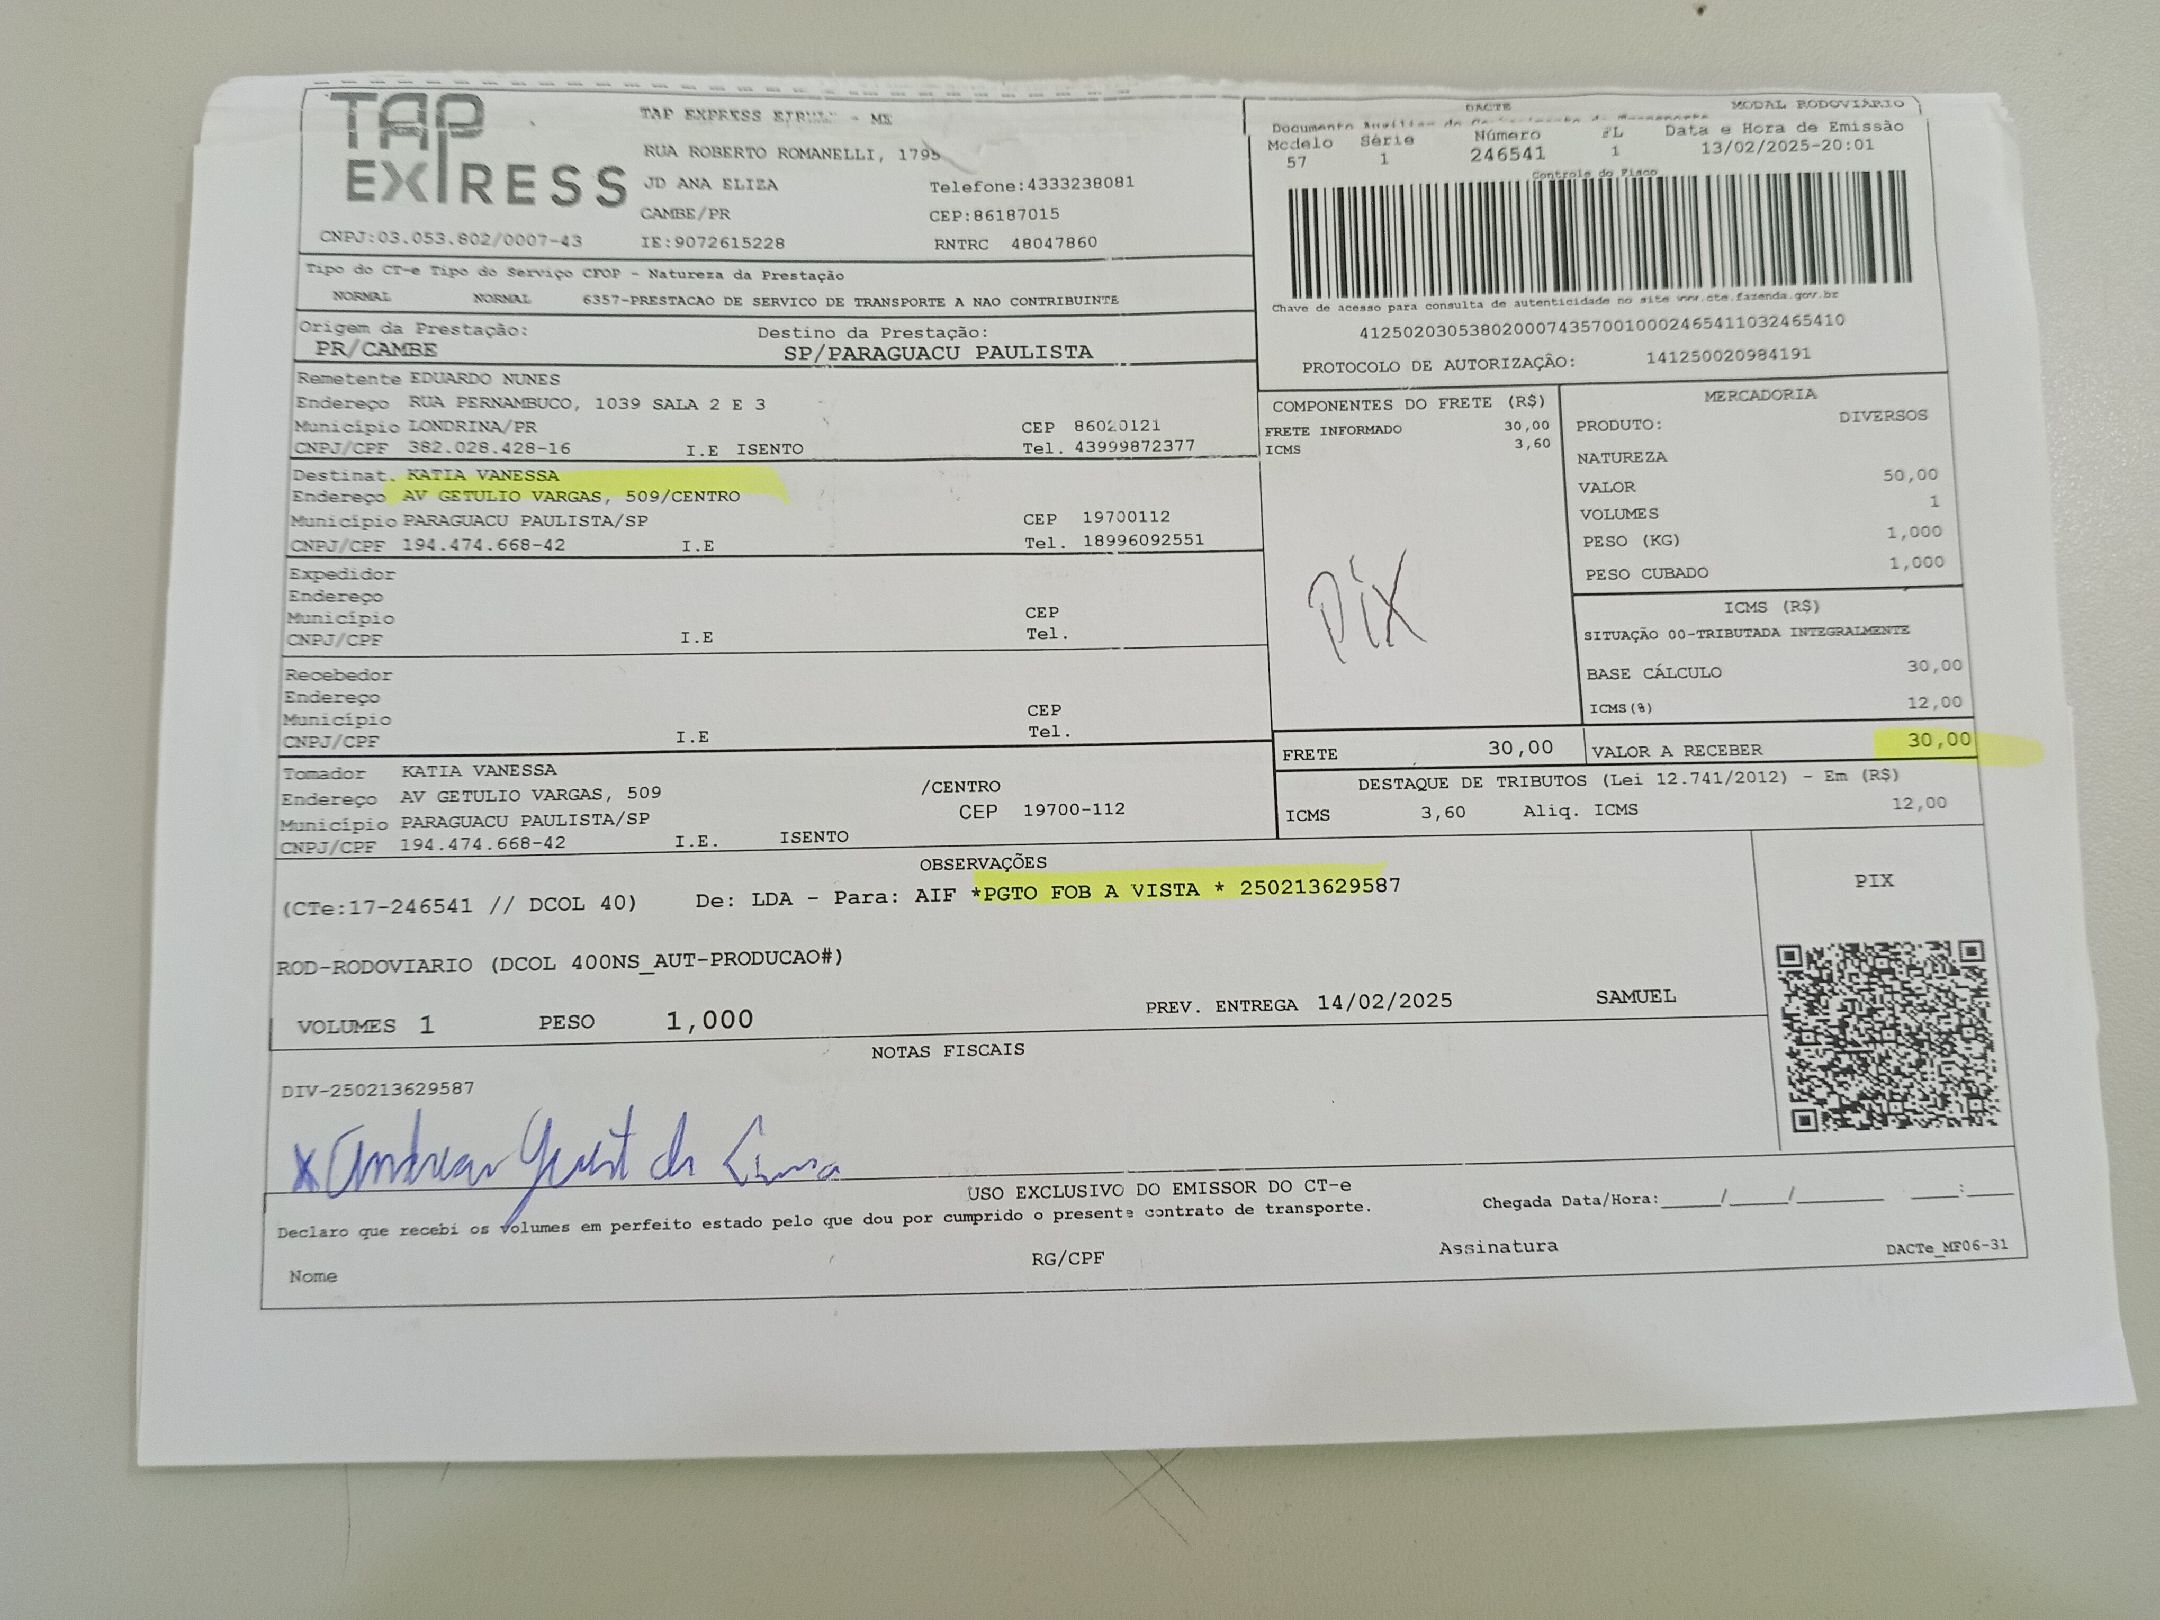 TAP
EXPRESS
CNPJ:03.053.802/0007-43
TAP EXPRESS - ME
RUA ROBERTO ROMANELLI, 1795
JD ANA ELIZA Telefone:4333238081
CAMBE/PR CEP:86187015
IE:9072615228 RNTRC 48047860
DACTE MODAL RODOVIÁRIO
Documento Auxiliar do
Modelo Série Número FL Data e Hora de Emissão
57 1 246541 1 13/02/2025-20:01
Controle do Fisco
Chave de acesso para consulta de autenticidade no site www.cte.fazenda.gov.br
41250203053802000743570010002465411032465410
PROTOCOLO DE AUTORIZAÇÃO: 141250020984191
Tipo do CT-e Tipo do Serviço CFOP - Natureza da Prestação
NORMAL NORMAL 6357-PRESTACAO DE SERVICO DE TRANSPORTE A NAO CONTRIBUINTE
Origem da Prestação: Destino da Prestação:
PR/CAMBE SP/PARAGUACU PAULISTA
Remetente EDUARDO NUNES
Endereço RUA PERNAMBUCO, 1039 SALA 2 E 3
Município LONDRINA/PR CEP 86020121
CNPJ/CPF 382.028.428-16 I.E ISENTO Tel. 43999872377
Destinat. KATIA VANESSA
Endereço AV GETULIO VARGAS, 509/CENTRO
Município PARAGUACU PAULISTA/SP CEP 19700112
CNPJ/CPF 194.474.668-42 I.E Tel. 18996092551
Expedidor
Endereço
Município CEP
CNPJ/CPF I.E Tel.
Recebedor
Endereço
Município CEP
CNPJ/CPF I.E Tel.
Tomador KATIA VANESSA
Endereço AV GETULIO VARGAS, 509 /CENTRO
Município PARAGUACU PAULISTA/SP CEP 19700-112
CNPJ/CPF 194.474.668-42 I.E. ISENTO
COMPONENTES DO FRETE (R$)
FRETE INFORMADO 30,00
ICMS 3,60
PiX
MERCADORIA
PRODUTO: DIVERSOS
NATUREZA
VALOR 50,00
VOLUMES 1
PESO (KG) 1,000
PESO CUBADO 1,000
ICMS (R$)
SITUAÇÃO 00-TRIBUTADA INTEGRALMENTE
BASE CÁLCULO 30,00
ICMS(%) 12,00
FRETE 30,00 VALOR A RECEBER 30,00
DESTAQUE DE TRIBUTOS (Lei 12.741/2012) - Em (R$)
ICMS 3,60 Aliq. ICMS 12,00
OBSERVAÇÕES
(CTe:17-246541 // DCOL 40) De: LDA - Para: AIF *PGTO FOB A VISTA * 250213629587
ROD-RODOVIARIO (DCOL 400NS_AUT-PRODUCAO#)
VOLUMES 1 PESO 1,000 PREV. ENTREGA 14/02/2025 SAMUEL
PIX
NOTAS FISCAIS
DIV-250213629587
X
USO EXCLUSIVO DO EMISSOR DO CT-e
Declaro que recebi os volumes em perfeito estado pelo que dou por cumprido o presente contrato de transporte.
Chegada Data/Hora:_____/_____/________ ____:____
Nome RG/CPF Assinatura DACTe_MF06-31